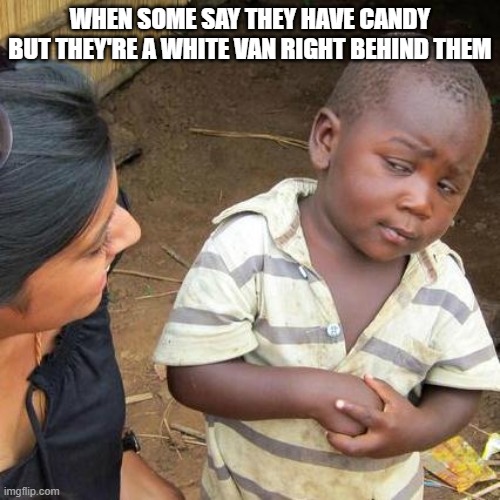 WHEN SOME SAY THEY HAVE CANDY
BUT THEY'RE A WHITE VAN RIGHT BEHIND THEM
imgflip.com